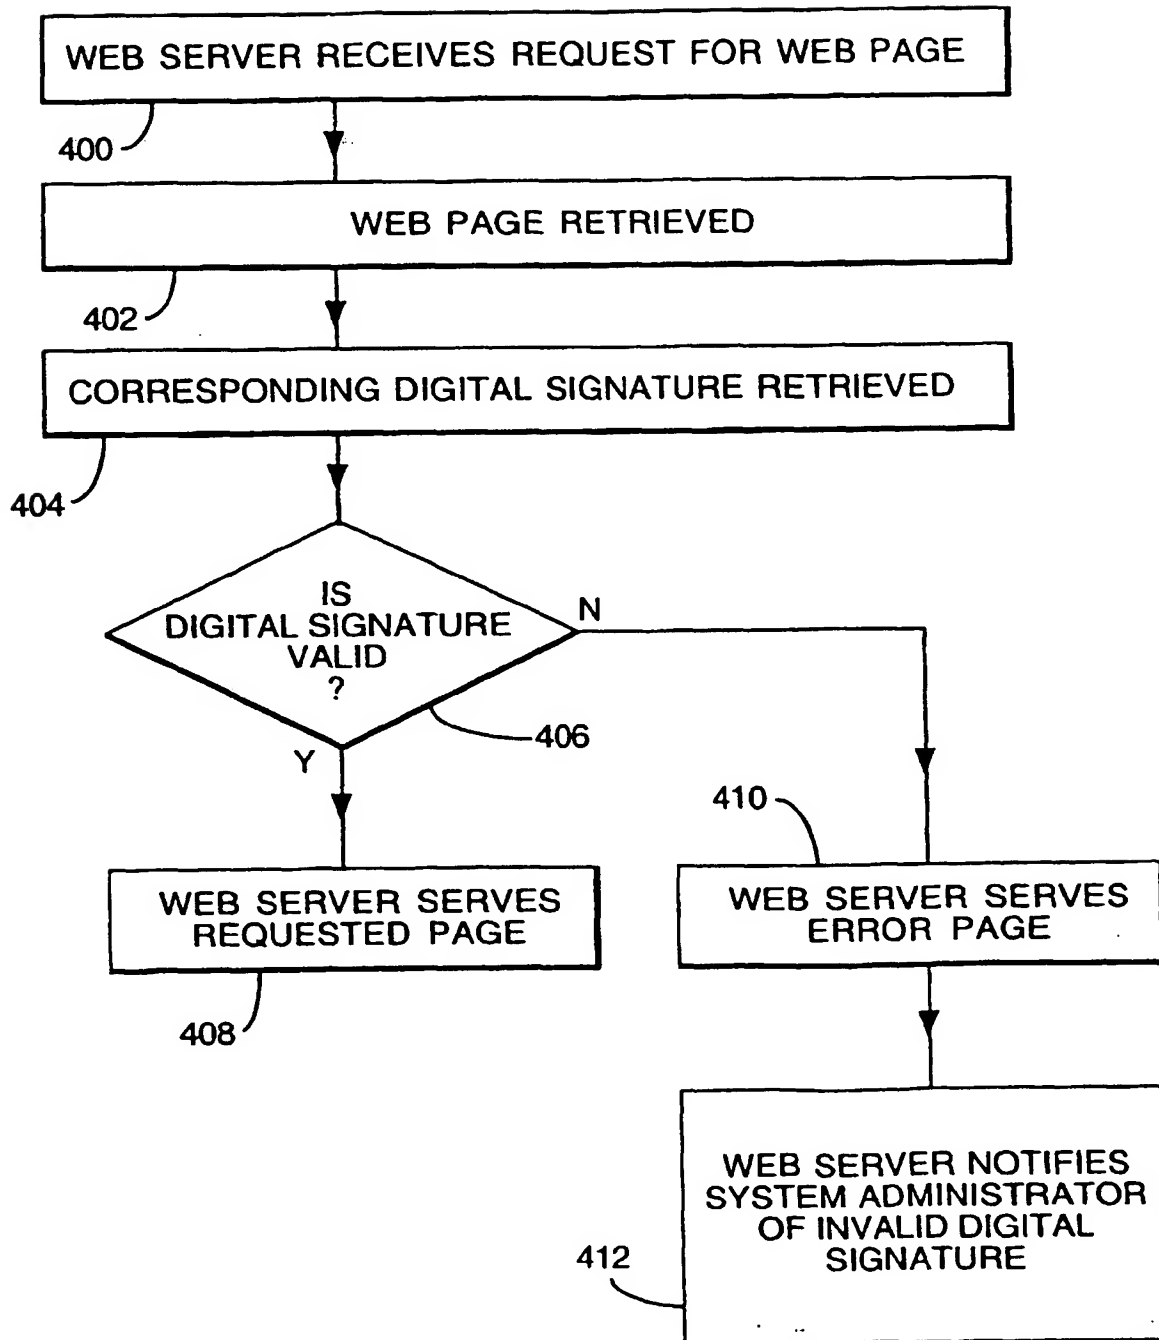 WEB SERVER RECEIVES REQUEST FOR WEB PAGE
400
WEB PAGE RETRIEVED
402
CORRESPONDING DIGITAL SIGNATURE RETRIEVED
404
IS
DIGITAL SIGNATURE
VALID
?
N
406
Y
410
WEB SERVER SERVES
REQUESTED PAGE
408
WEB SERVER SERVES
ERROR PAGE
WEB SERVER NOTIFIES
SYSTEM ADMINISTRATOR
OF INVALID DIGITAL
SIGNATURE
412